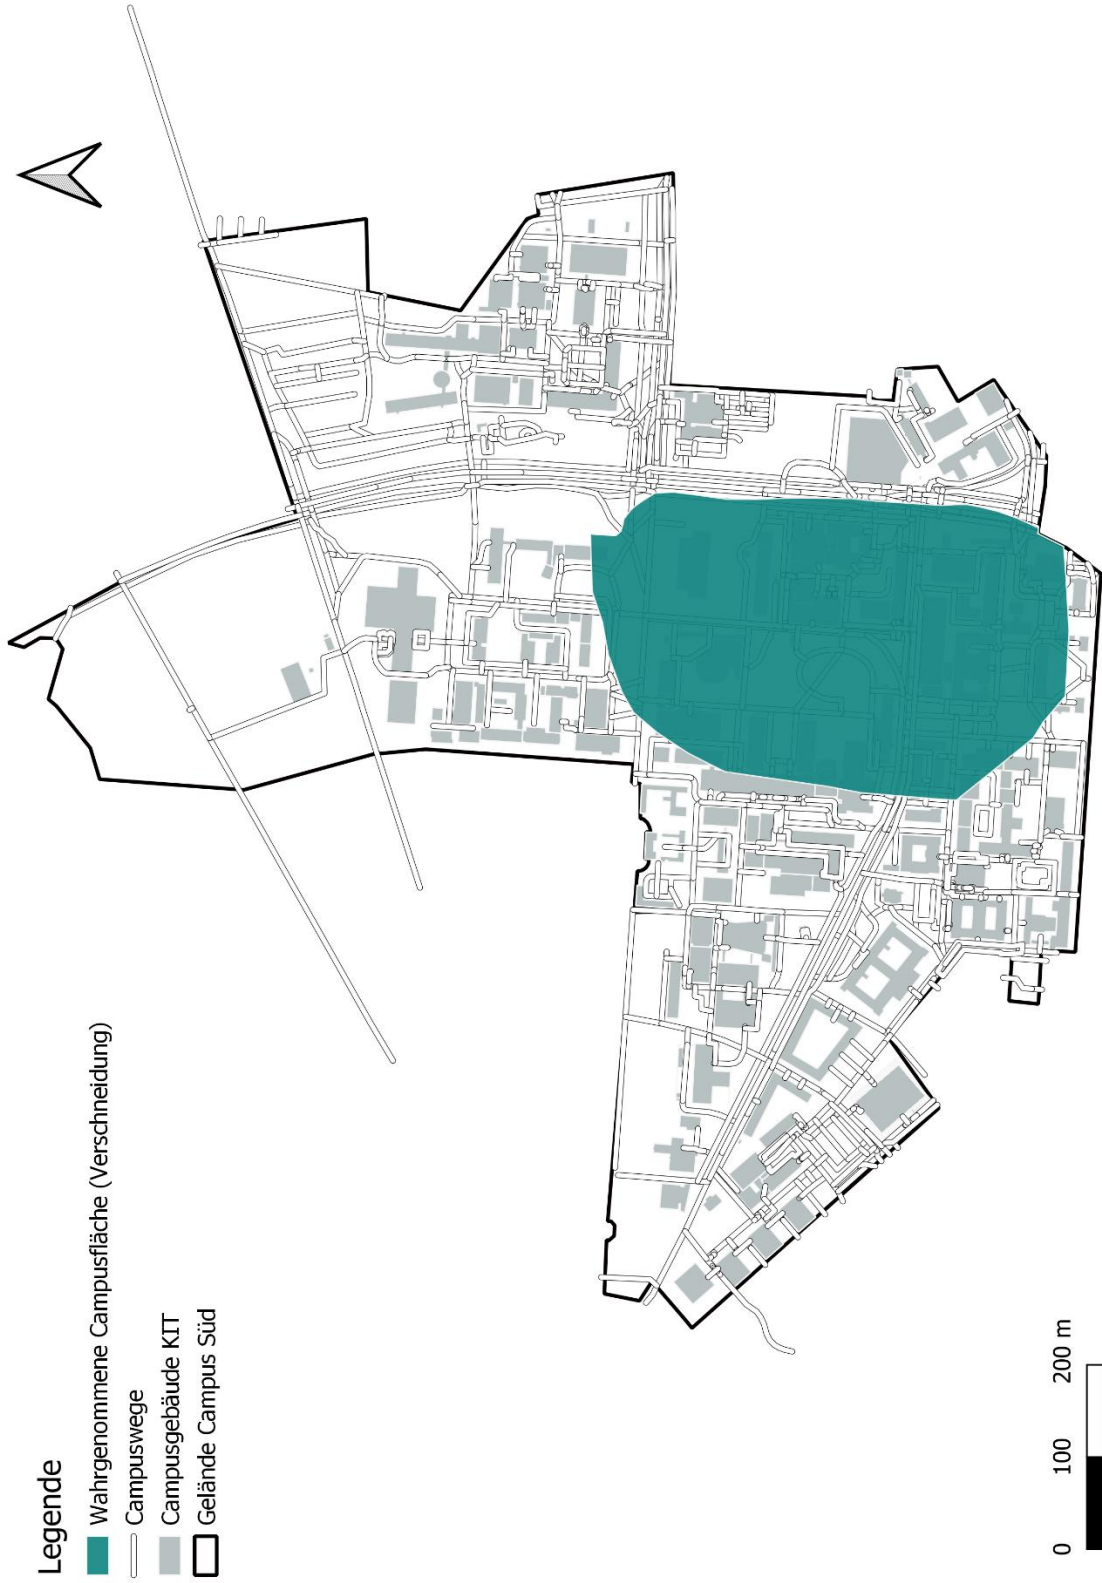 Legende
Wahrgenommene Campusfläche (Verschneidung)
Campuswege
Campusgebäude KIT
Gelände Campus Süd
0 100 200 m